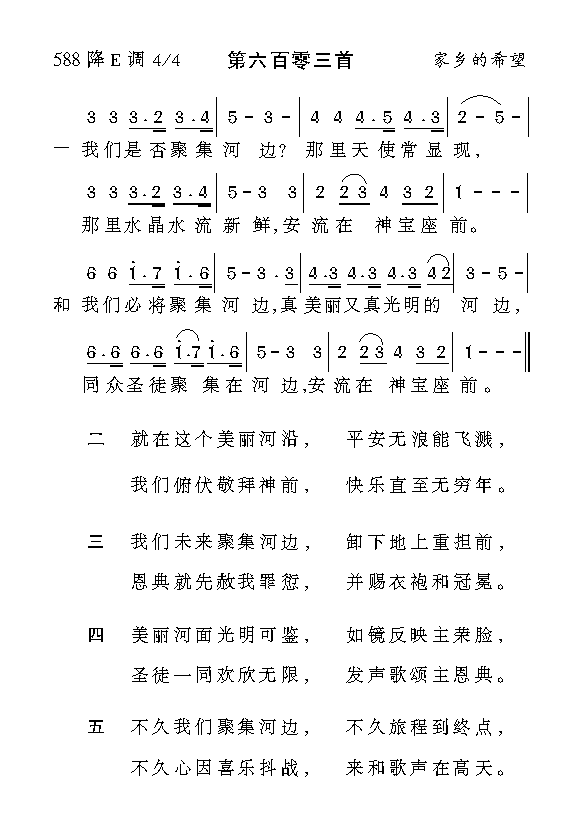 588 降 E 调 4/4 第六百零三首 家乡的希望
3 3 3·2 3·4 | 5 - 3 - | 4 4 4·5 4·3 | 2 - 5 - |
一 我们是否聚集河 边? 那里天使常显现,
3 3 3·2 3·4 | 5 - 3 3 | 2 2 3 4 3 2 | 1 - - - |
那里水晶水流新鲜,安流在 神宝座前。
6 6 i·7 i·6 | 5 - 3·3 | 4·3 4·3 4·3 4 2 | 3 - 5 - |
和 我们必将聚集河边,真美丽又真光明的 河边,
6·6 6·6 i·7 i·6 | 5 - 3 3 | 2 2 3 4 3 2 | 1 - - - ‖
同众圣徒聚 集在河边,安流在 神宝座前。
二 就在这个美丽河沿, 平安无浪能飞溅,
我们俯伏敬拜神前, 快乐直至无穷年。
三 我们未来聚集河边, 卸下地上重担前,
恩典就先赦我罪愆, 并赐衣袍和冠冕。
四 美丽河面光明可鉴, 如镜反映主荣脸,
圣徒一同欢欣无限, 发声歌颂主恩典。
五 不久我们聚集河边, 不久旅程到终点,
不久心因喜乐抖战, 来和歌声在高天。